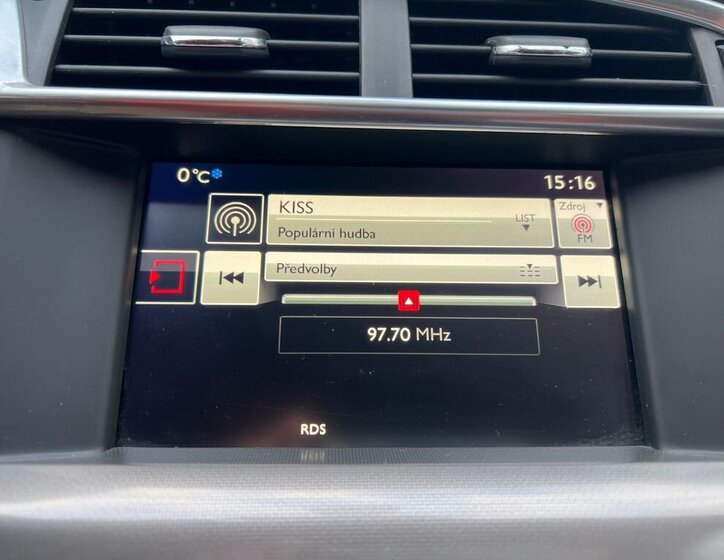 0°C
15:16
KISS
LIST
Zdroj
Populární hudba
FM
Předvolby
97.70 MHz
RDS